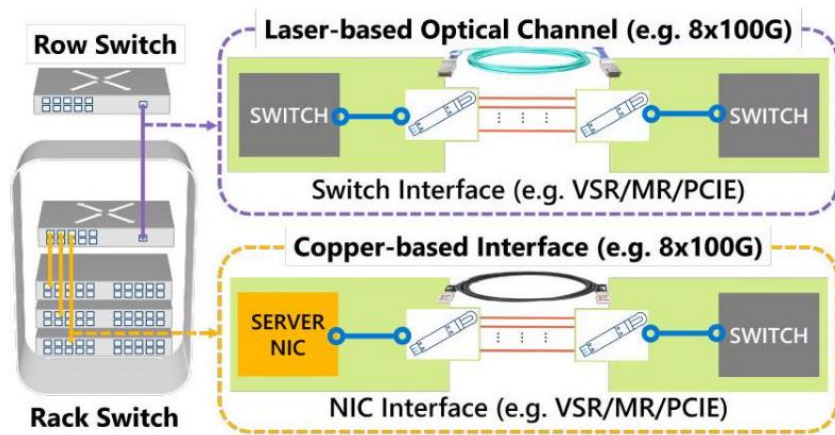 Row Switch
Rack Switch
Laser-based Optical Channel (e.g. 8x100G)
SWITCH
SWITCH
Switch Interface (e.g. VSR/MR/PCIE)
Copper-based Interface (e.g. 8x100G)
SERVER
NIC
SWITCH
NIC Interface (e.g. VSR/MR/PCIE)